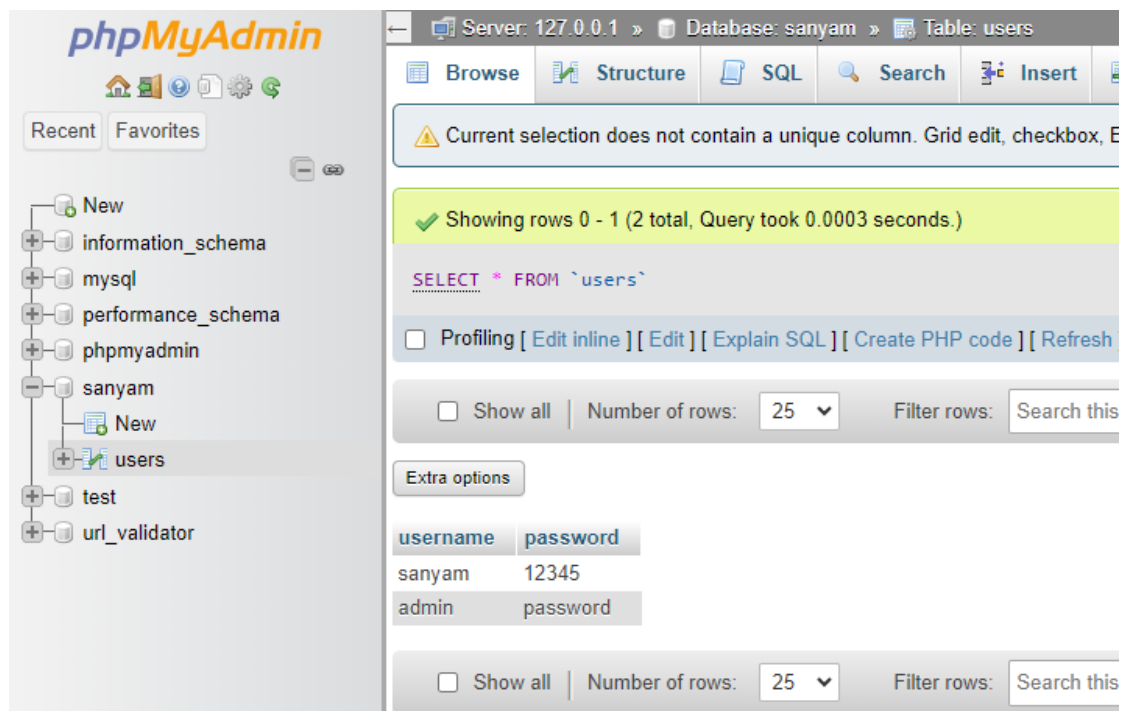 phpMyAdmin
Recent Favorites
New
information_schema
mysql
performance_schema
phpmyadmin
sanyam
New
users
test
url_validator
← Server: 127.0.0.1 » Database: sanyam » Table: users
Browse Structure SQL Search Insert
Current selection does not contain a unique column. Grid edit, checkbox, E
Showing rows 0 - 1 (2 total, Query took 0.0003 seconds.)
SELECT * FROM `users`
Profiling [ Edit inline ] [ Edit ] [ Explain SQL ] [ Create PHP code ] [ Refresh
Show all | Number of rows: 25 Filter rows: Search this
Extra options
username password
sanyam 12345
admin password
Show all | Number of rows: 25 Filter rows: Search this